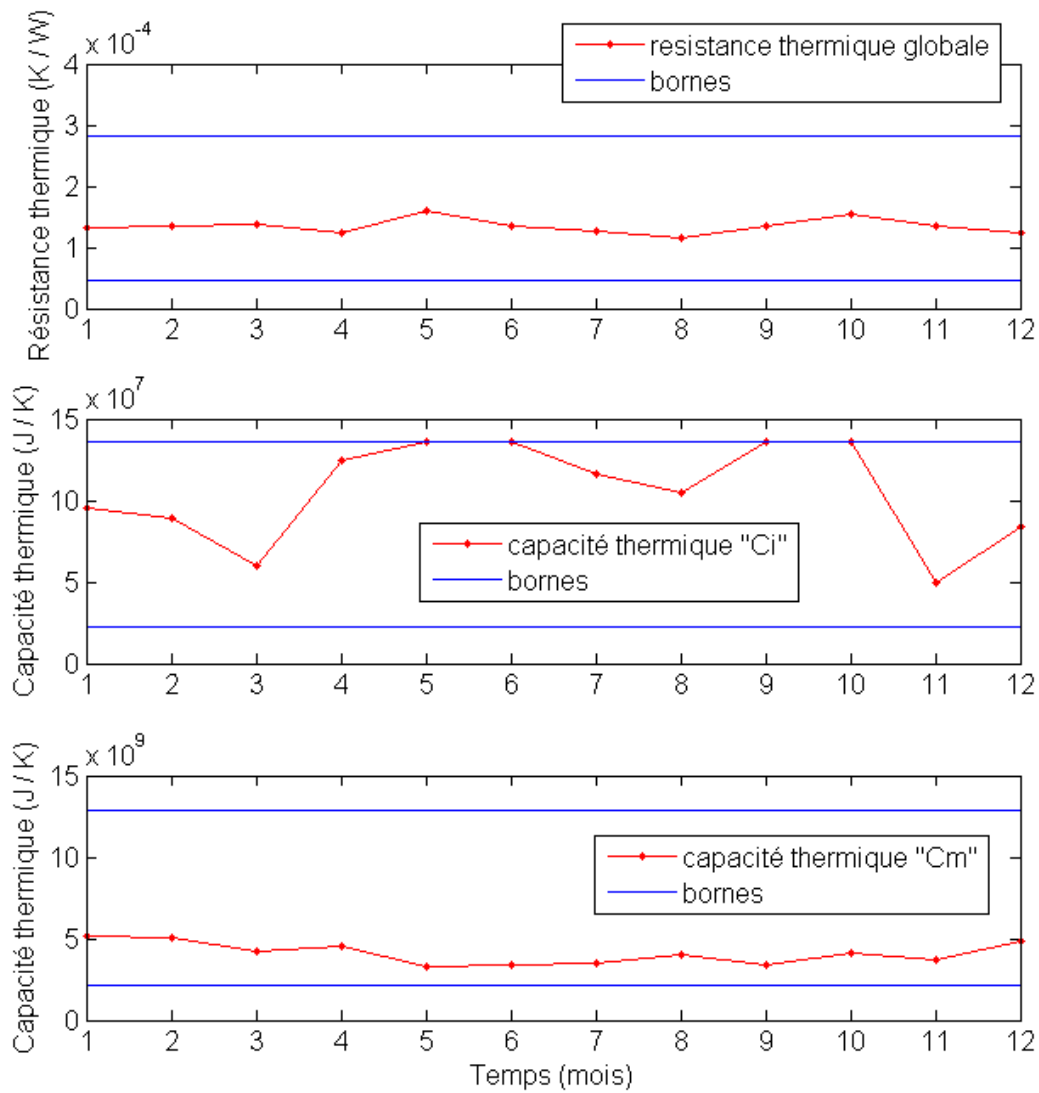 x 10^-4
resistance thermique globale
bornes
Résistance thermique (K / W)
4
3
2
1
0
1 2 3 4 5 6 7 8 9 10 11 12
x 10^7
Capacité thermique (J / K)
15
10
5
0
capacité thermique "Ci"
bornes
1 2 3 4 5 6 7 8 9 10 11 12
x 10^9
Capacité thermique (J / K)
15
10
5
0
capacité thermique "Cm"
bornes
1 2 3 4 5 6 7 8 9 10 11 12
Temps (mois)